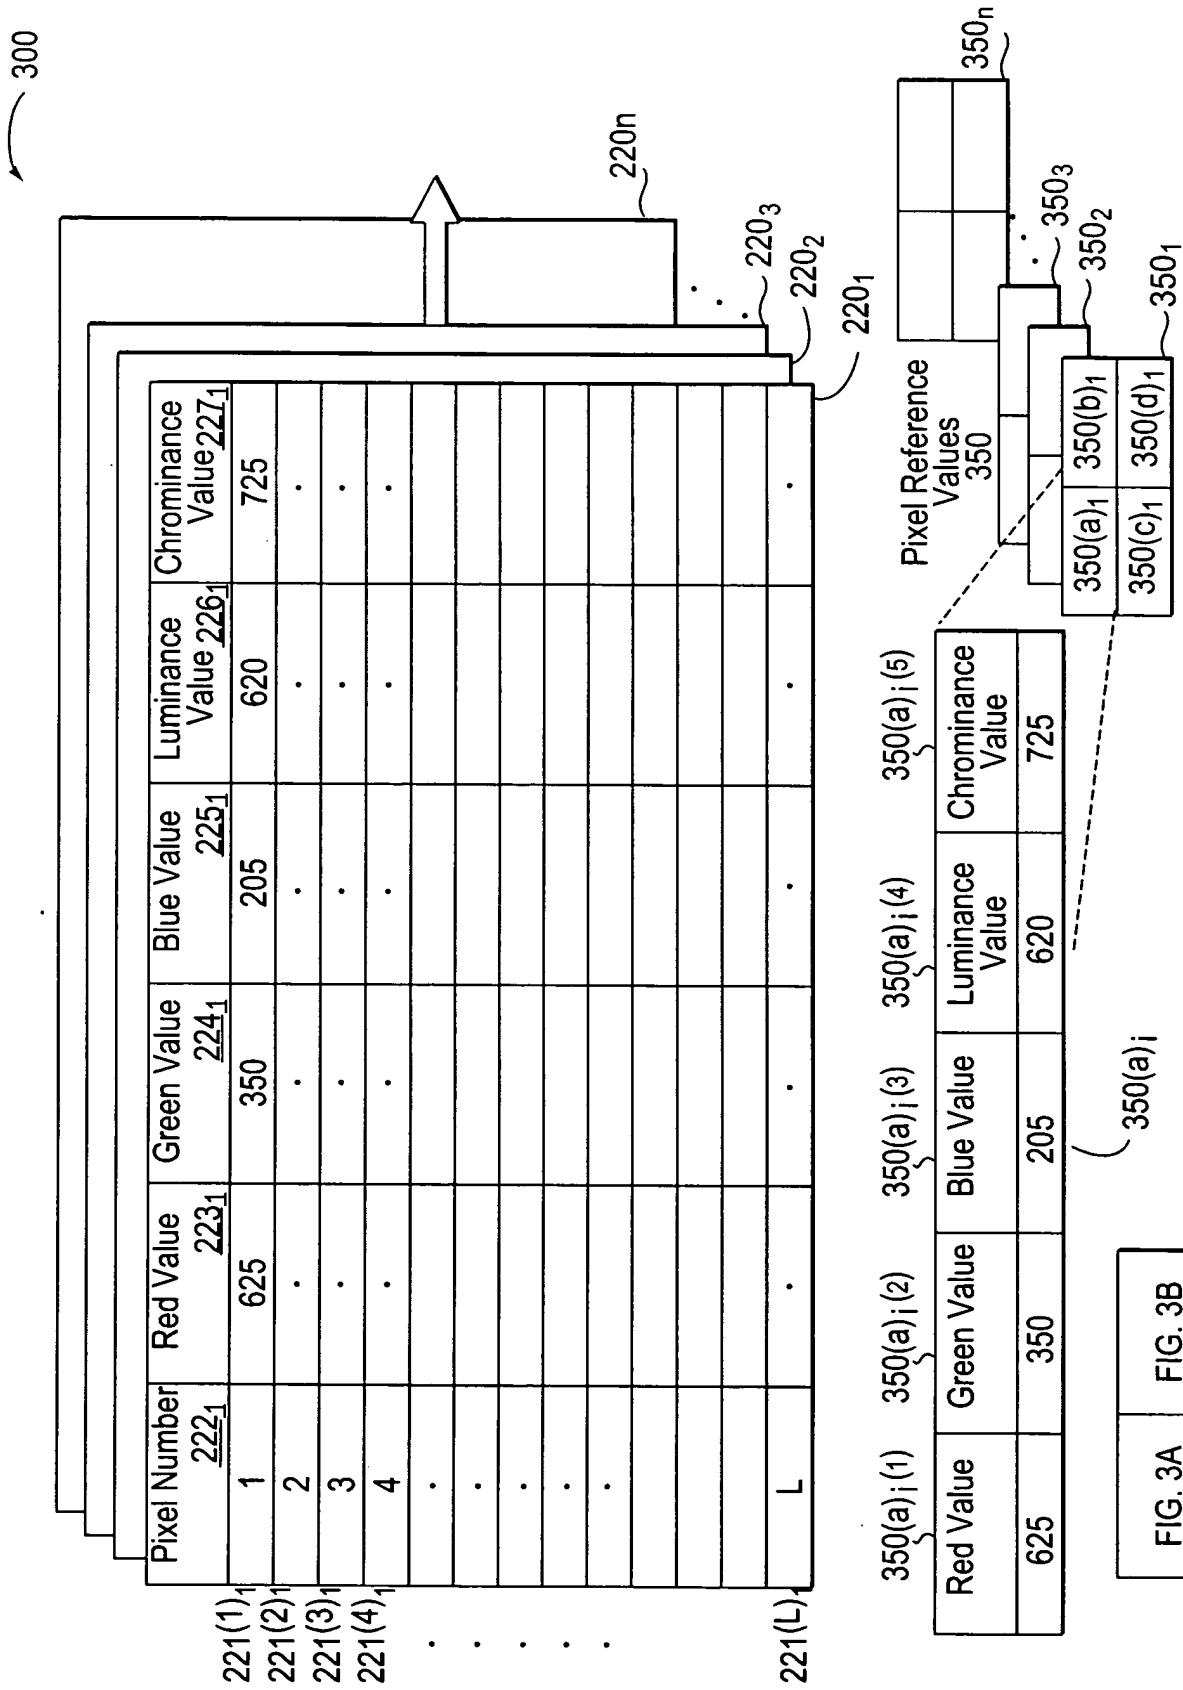 300
Pixel Number 222₁ Red Value 223₁ Green Value 224₁ Blue Value 225₁ Luminance Value 226₁ Chrominance Value 227₁
221(1)₁ 1 625 350 205 620 725
221(2)₁ 2 . . . . .
221(3)₁ 3 . . . . .
221(4)₁ 4 . . . . .
. .
. .
. .
. .
. .
221(L)₁ L . . . . .
220n
. . .
220₃
220₂
220₁
Pixel Reference
Values
350
350n
. . .
350₃
350₂
350₁
350(a)₁ 350(b)₁
350(c)₁ 350(d)₁
350(a)ᵢ(1) 350(a)ᵢ(2) 350(a)ᵢ(3) 350(a)ᵢ(4) 350(a)ᵢ(5)
Red Value Green Value Blue Value Luminance Value Chrominance Value
625 350 205 620 725
350(a)ᵢ
FIG. 3A FIG. 3B